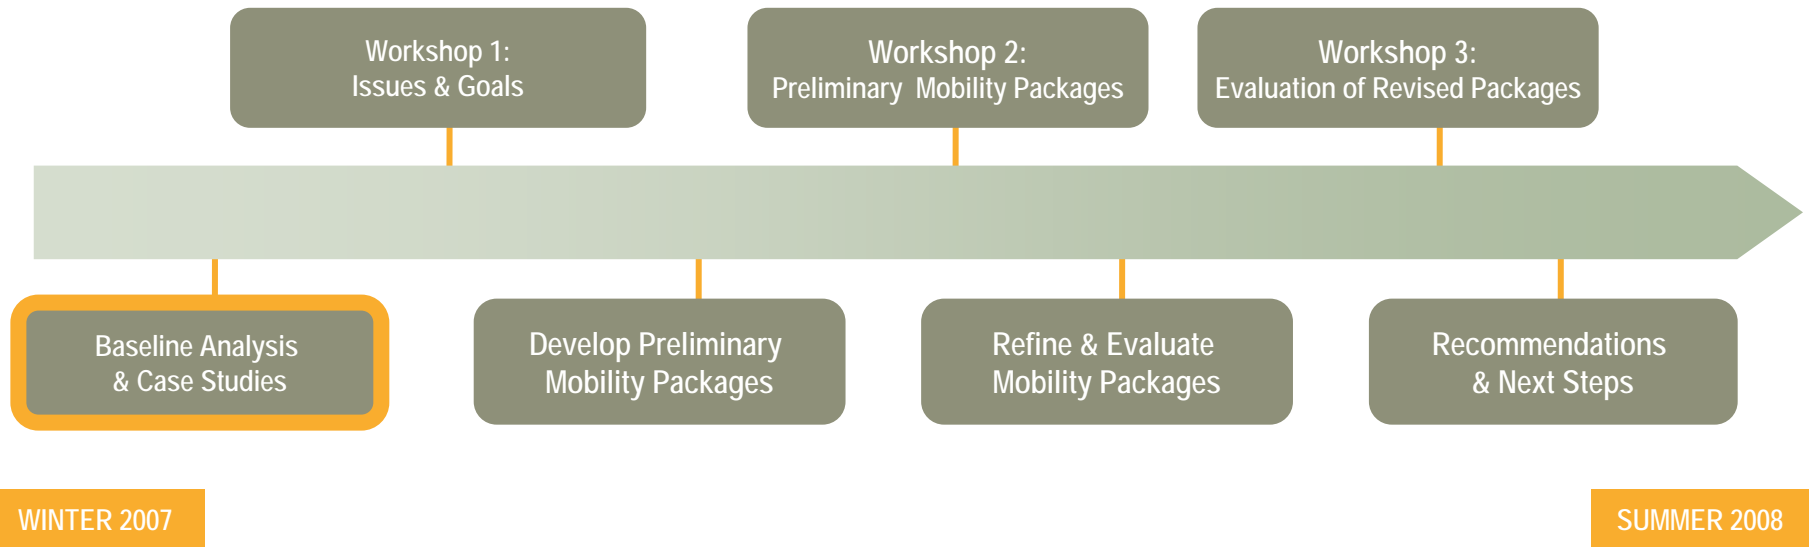 Workshop 1:
Issues & Goals
Workshop 2:
Preliminary Mobility Packages
Workshop 3:
Evaluation of Revised Packages
Baseline Analysis
& Case Studies
Develop Preliminary
Mobility Packages
Refine & Evaluate
Mobility Packages
Recommendations
& Next Steps
WINTER 2007
SUMMER 2008